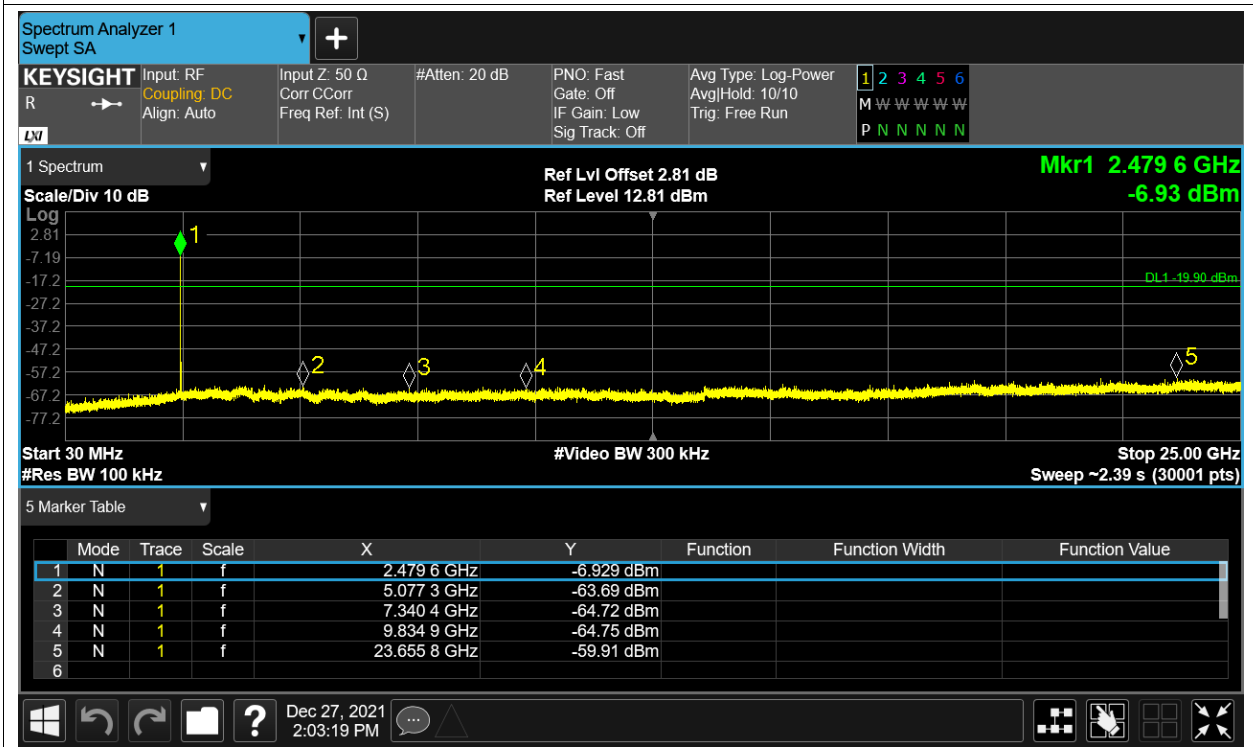 Spectrum Analyzer 1
Swept SA
+
KEYSIGHT Input: RF Input Z: 50 Ω #Atten: 20 dB PNO: Fast Avg Type: Log-Power 1 2 3 4 5 6
R Coupling: DC Corr CCorr Gate: Off Avg|Hold: 10/10 M W W W W W
Align: Auto Freq Ref: Int (S) IF Gain: Low Trig: Free Run
LXI Sig Track: Off P N N N N N
1 Spectrum
Ref Lvl Offset 2.81 dB Mkr1 2.479 6 GHz
Scale/Div 10 dB Ref Level 12.81 dBm -6.93 dBm
Log
2.81
1
-7.19
-17.2
DL1 -19.90 dBm
-27.2
-37.2
-47.2
2 3 4 5
-57.2
-67.2
-77.2
Start 30 MHz #Video BW 300 kHz Stop 25.00 GHz
#Res BW 100 kHz Sweep ~2.39 s (30001 pts)
5 Marker Table
Mode Trace Scale X Y Function Function Width Function Value
1 N 1 f 2.479 6 GHz -6.929 dBm
2 N 1 f 5.077 3 GHz -63.69 dBm
3 N 1 f 7.340 4 GHz -64.72 dBm
4 N 1 f 9.834 9 GHz -64.75 dBm
5 N 1 f 23.655 8 GHz -59.91 dBm
6
? Dec 27, 2021
2:03:19 PM